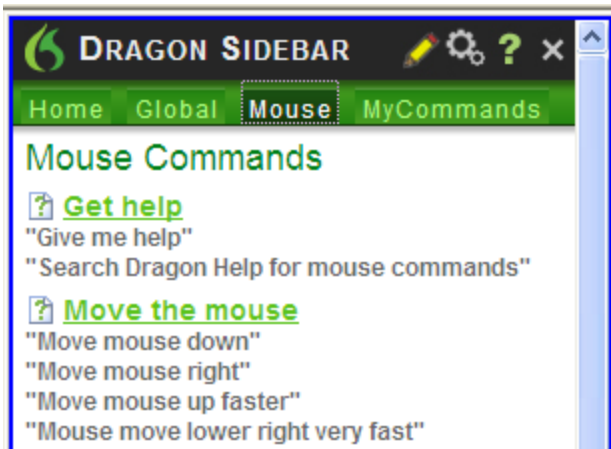 DRAGON SIDEBAR ? ×
Home Global Mouse MyCommands
Mouse Commands
? Get help
"Give me help"
"Search Dragon Help for mouse commands"
? Move the mouse
"Move mouse down"
"Move mouse right"
"Move mouse up faster"
"Mouse move lower right very fast"